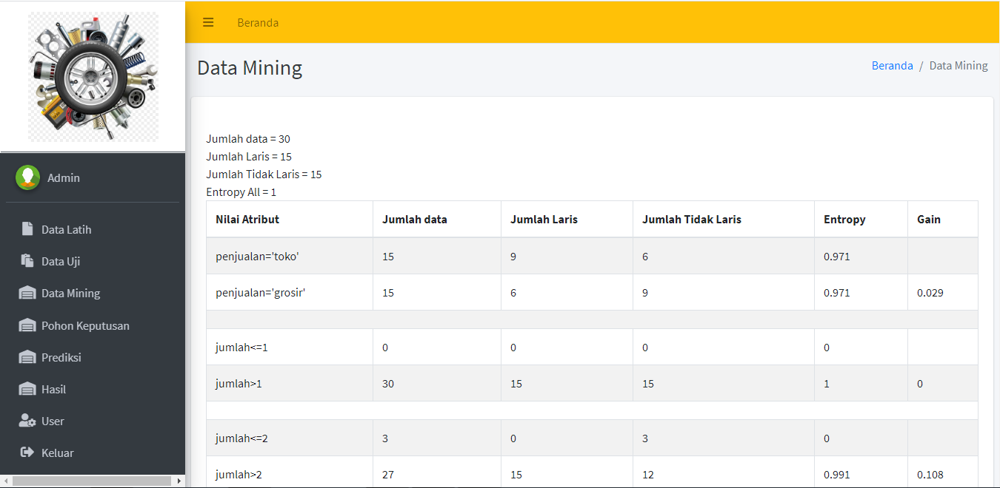 Beranda
Data Mining
Beranda / Data Mining
Admin
Data Latih
Data Uji
Data Mining
Pohon Keputusan
Prediksi
Hasil
User
Keluar
Jumlah data = 30
Jumlah Laris = 15
Jumlah Tidak Laris = 15
Entropy All = 1
Nilai Atribut Jumlah data Jumlah Laris Jumlah Tidak Laris Entropy Gain
penjualan='toko' 15 9 6 0.971
penjualan='grosir' 15 6 9 0.971 0.029
jumlah<=1 0 0 0 0
jumlah>1 30 15 15 1 0
jumlah<=2 3 0 3 0
jumlah>2 27 15 12 0.991 0.108